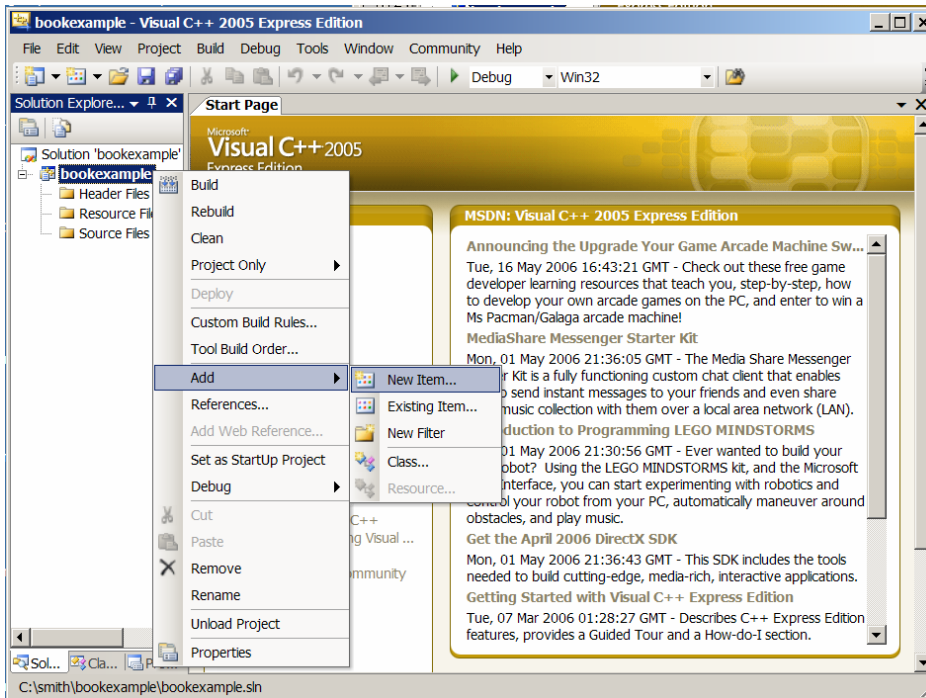 bookexample - Visual C++ 2005 Express Edition
File Edit View Project Build Debug Tools Window Community Help
Debug Win32
Solution Explore...
Start Page
Microsoft
Visual C++ 2005
Express Edition
Solution 'bookexample'
bookexample
Header Files
Resource File
Source Files
Build
Rebuild
Clean
Project Only
Deploy
Custom Build Rules...
Tool Build Order...
Add
References...
Add Web Reference...
Set as StartUp Project
Debug
Cut
Paste
Remove
Rename
Unload Project
Properties
New Item...
Existing Item...
New Filter
Class...
Resource...
C++
ng Visual ...
mmunity
MSDN: Visual C++ 2005 Express Edition
Announcing the Upgrade Your Game Arcade Machine Sw...
Tue, 16 May 2006 16:43:21 GMT - Check out these free game
developer learning resources that teach you, step-by-step, how
to develop your own arcade games on the PC, and enter to win a
Ms Pacman/Galaga arcade machine!
MediaShare Messenger Starter Kit
Mon, 01 May 2006 21:36:05 GMT - The Media Share Messenger
r Kit is a fully functioning custom chat client that enables
send instant messages to your friends and even share
music collection with them over a local area network (LAN).
duction to Programming LEGO MINDSTORMS
01 May 2006 21:30:56 GMT - Ever wanted to build your
obot? Using the LEGO MINDSTORMS kit, and the Microsoft
nterface, you can start experimenting with robotics and
control your robot from your PC, automatically maneuver around
obstacles, and play music.
Get the April 2006 DirectX SDK
Mon, 01 May 2006 21:36:43 GMT - This SDK includes the tools
needed to build cutting-edge, media-rich, interactive applications.
Getting Started with Visual C++ Express Edition
Tue, 07 Mar 2006 01:28:27 GMT - Describes C++ Express Edition
features, provides a Guided Tour and a How-do-I section.
Sol... Cla... P
C:\smith\bookexample\bookexample.sln